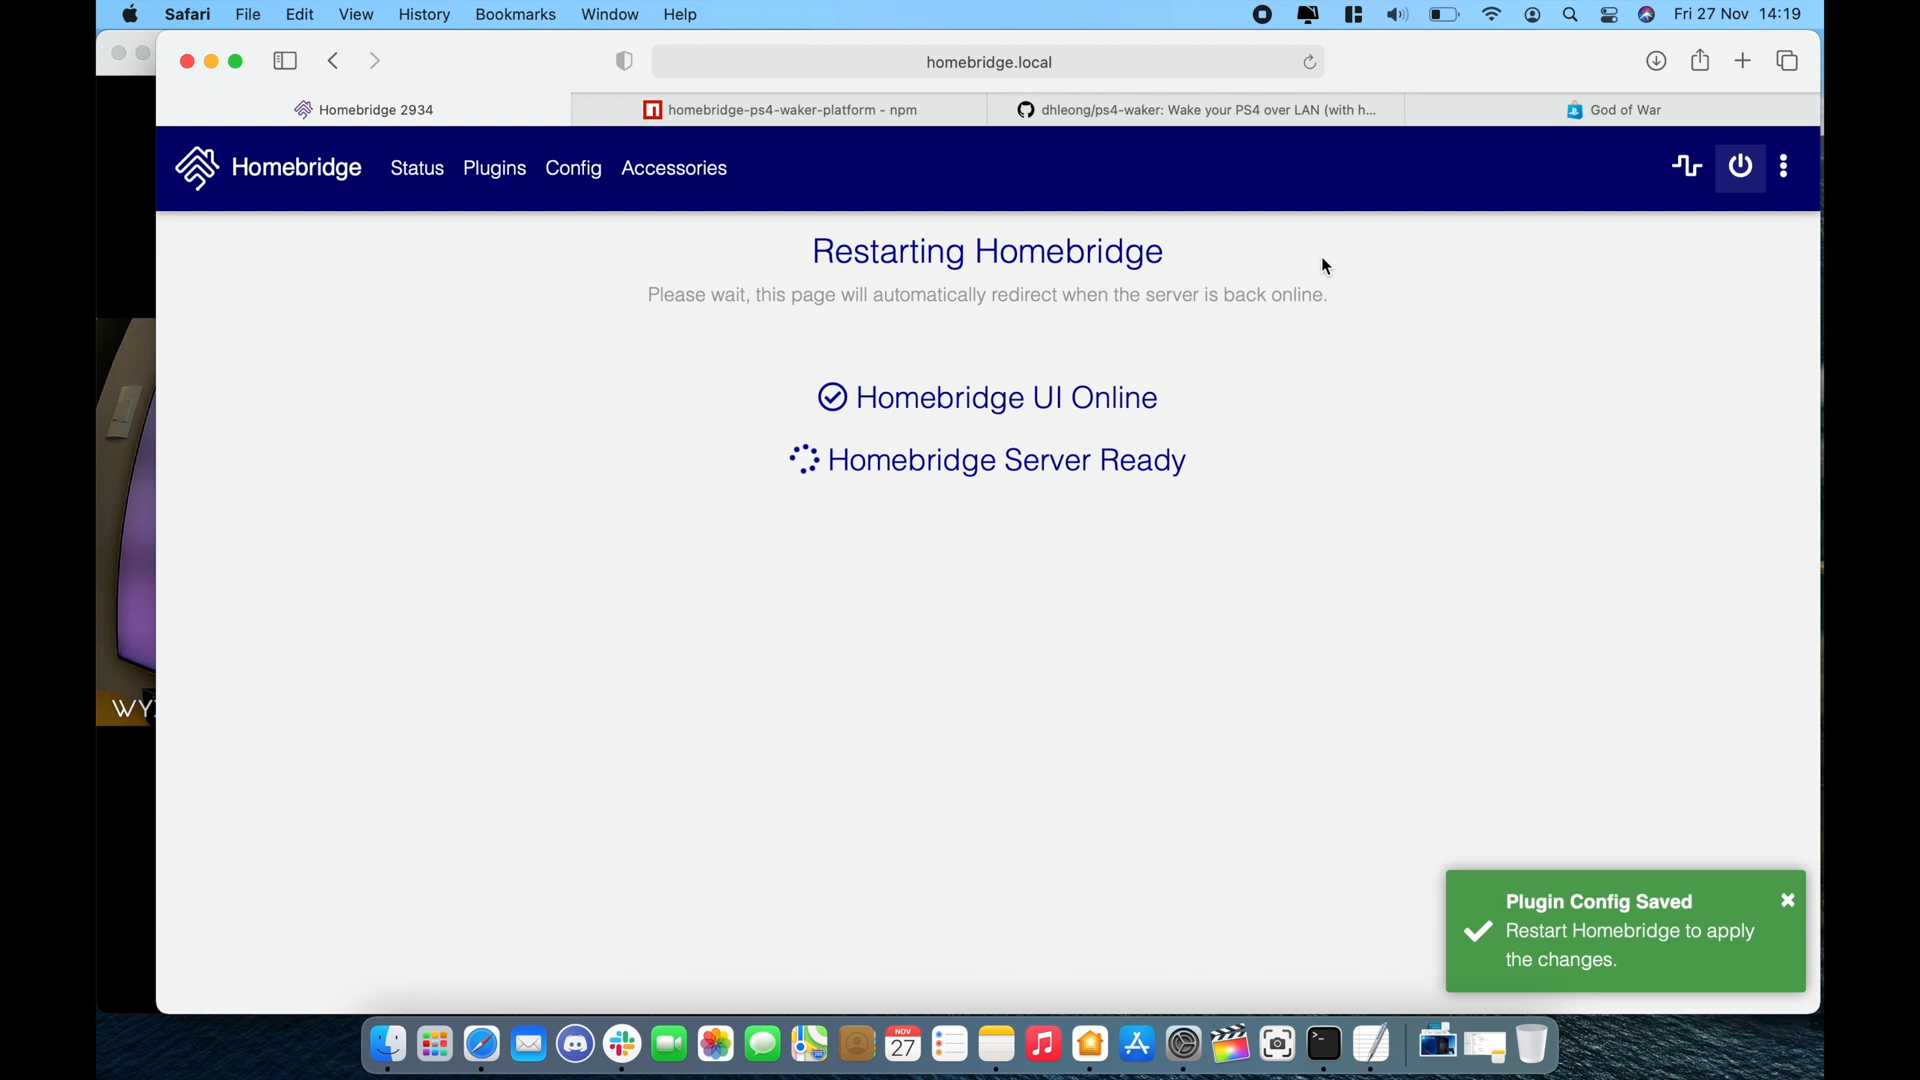 Safari File Edit View History Bookmarks Window Help Fri 27 Nov 14:19
homebridge.local
Homebridge 2934
homebridge-ps4-waker-platform - npm
dhleong/ps4-waker: Wake your PS4 over LAN (with h...
God of War
Homebridge Status Plugins Config Accessories
Restarting Homebridge
Please wait, this page will automatically redirect when the server is back online.
Homebridge UI Online
Homebridge Server Ready
WY
Plugin Config Saved
Restart Homebridge to apply
the changes.
NOV
27